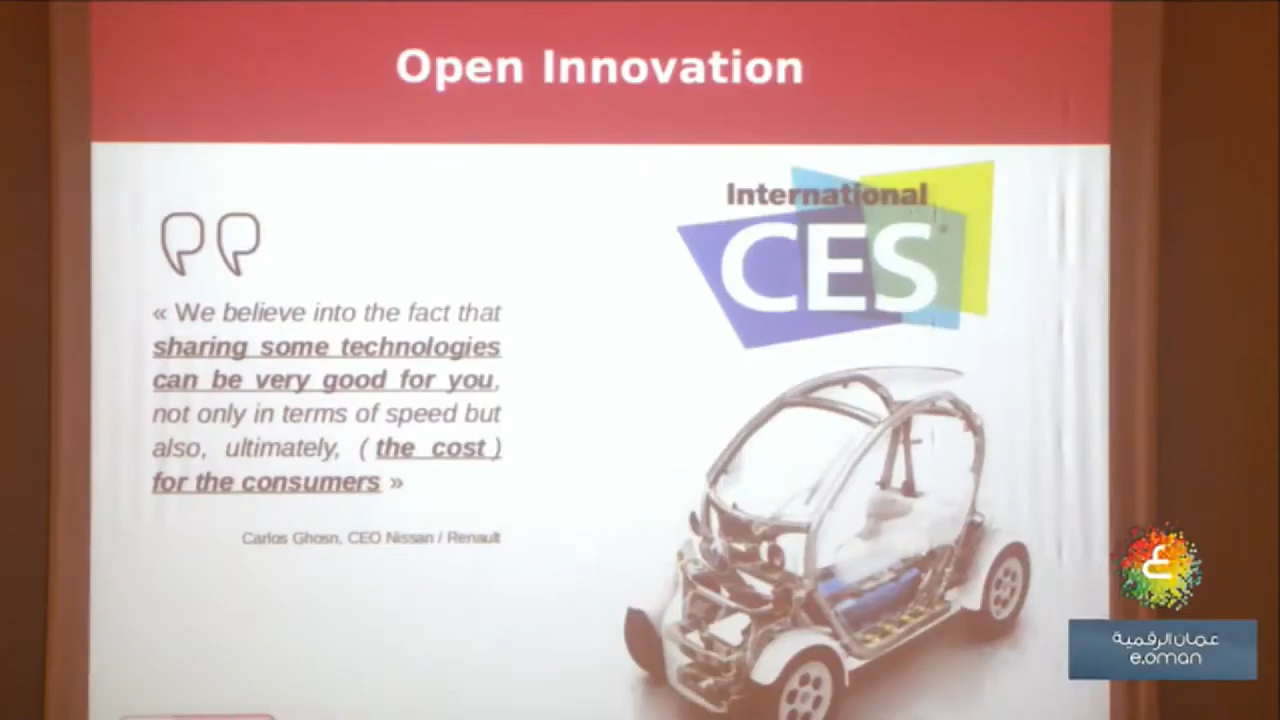 Open Innovation
« We believe into the fact that
sharing some technologies
can be very good for you,
not only in terms of speed but
also, ultimately, ( the cost )
for the consumers »
Carlos Ghosn, CEO Nissan / Renault
International
CES
ع
عمان الرقمية
e.oman